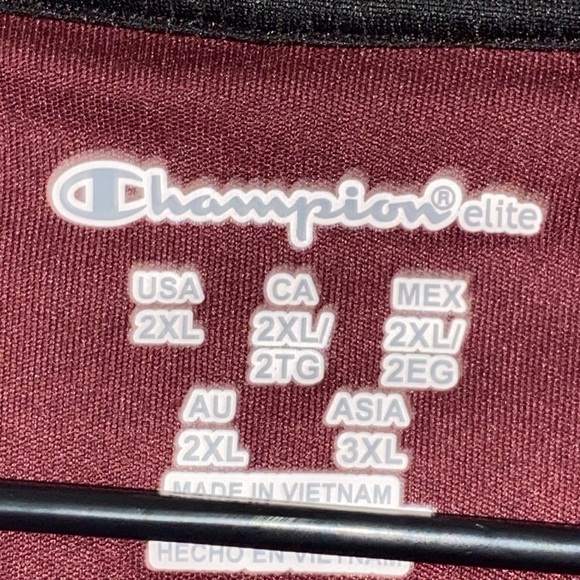 Champion® elite
USA CA MEX
2XL 2XL/ 2XL/
2TG 2EG
AU ASIA
2XL 3XL
MADE IN VIETNAM
HECHO EN VIETNAM